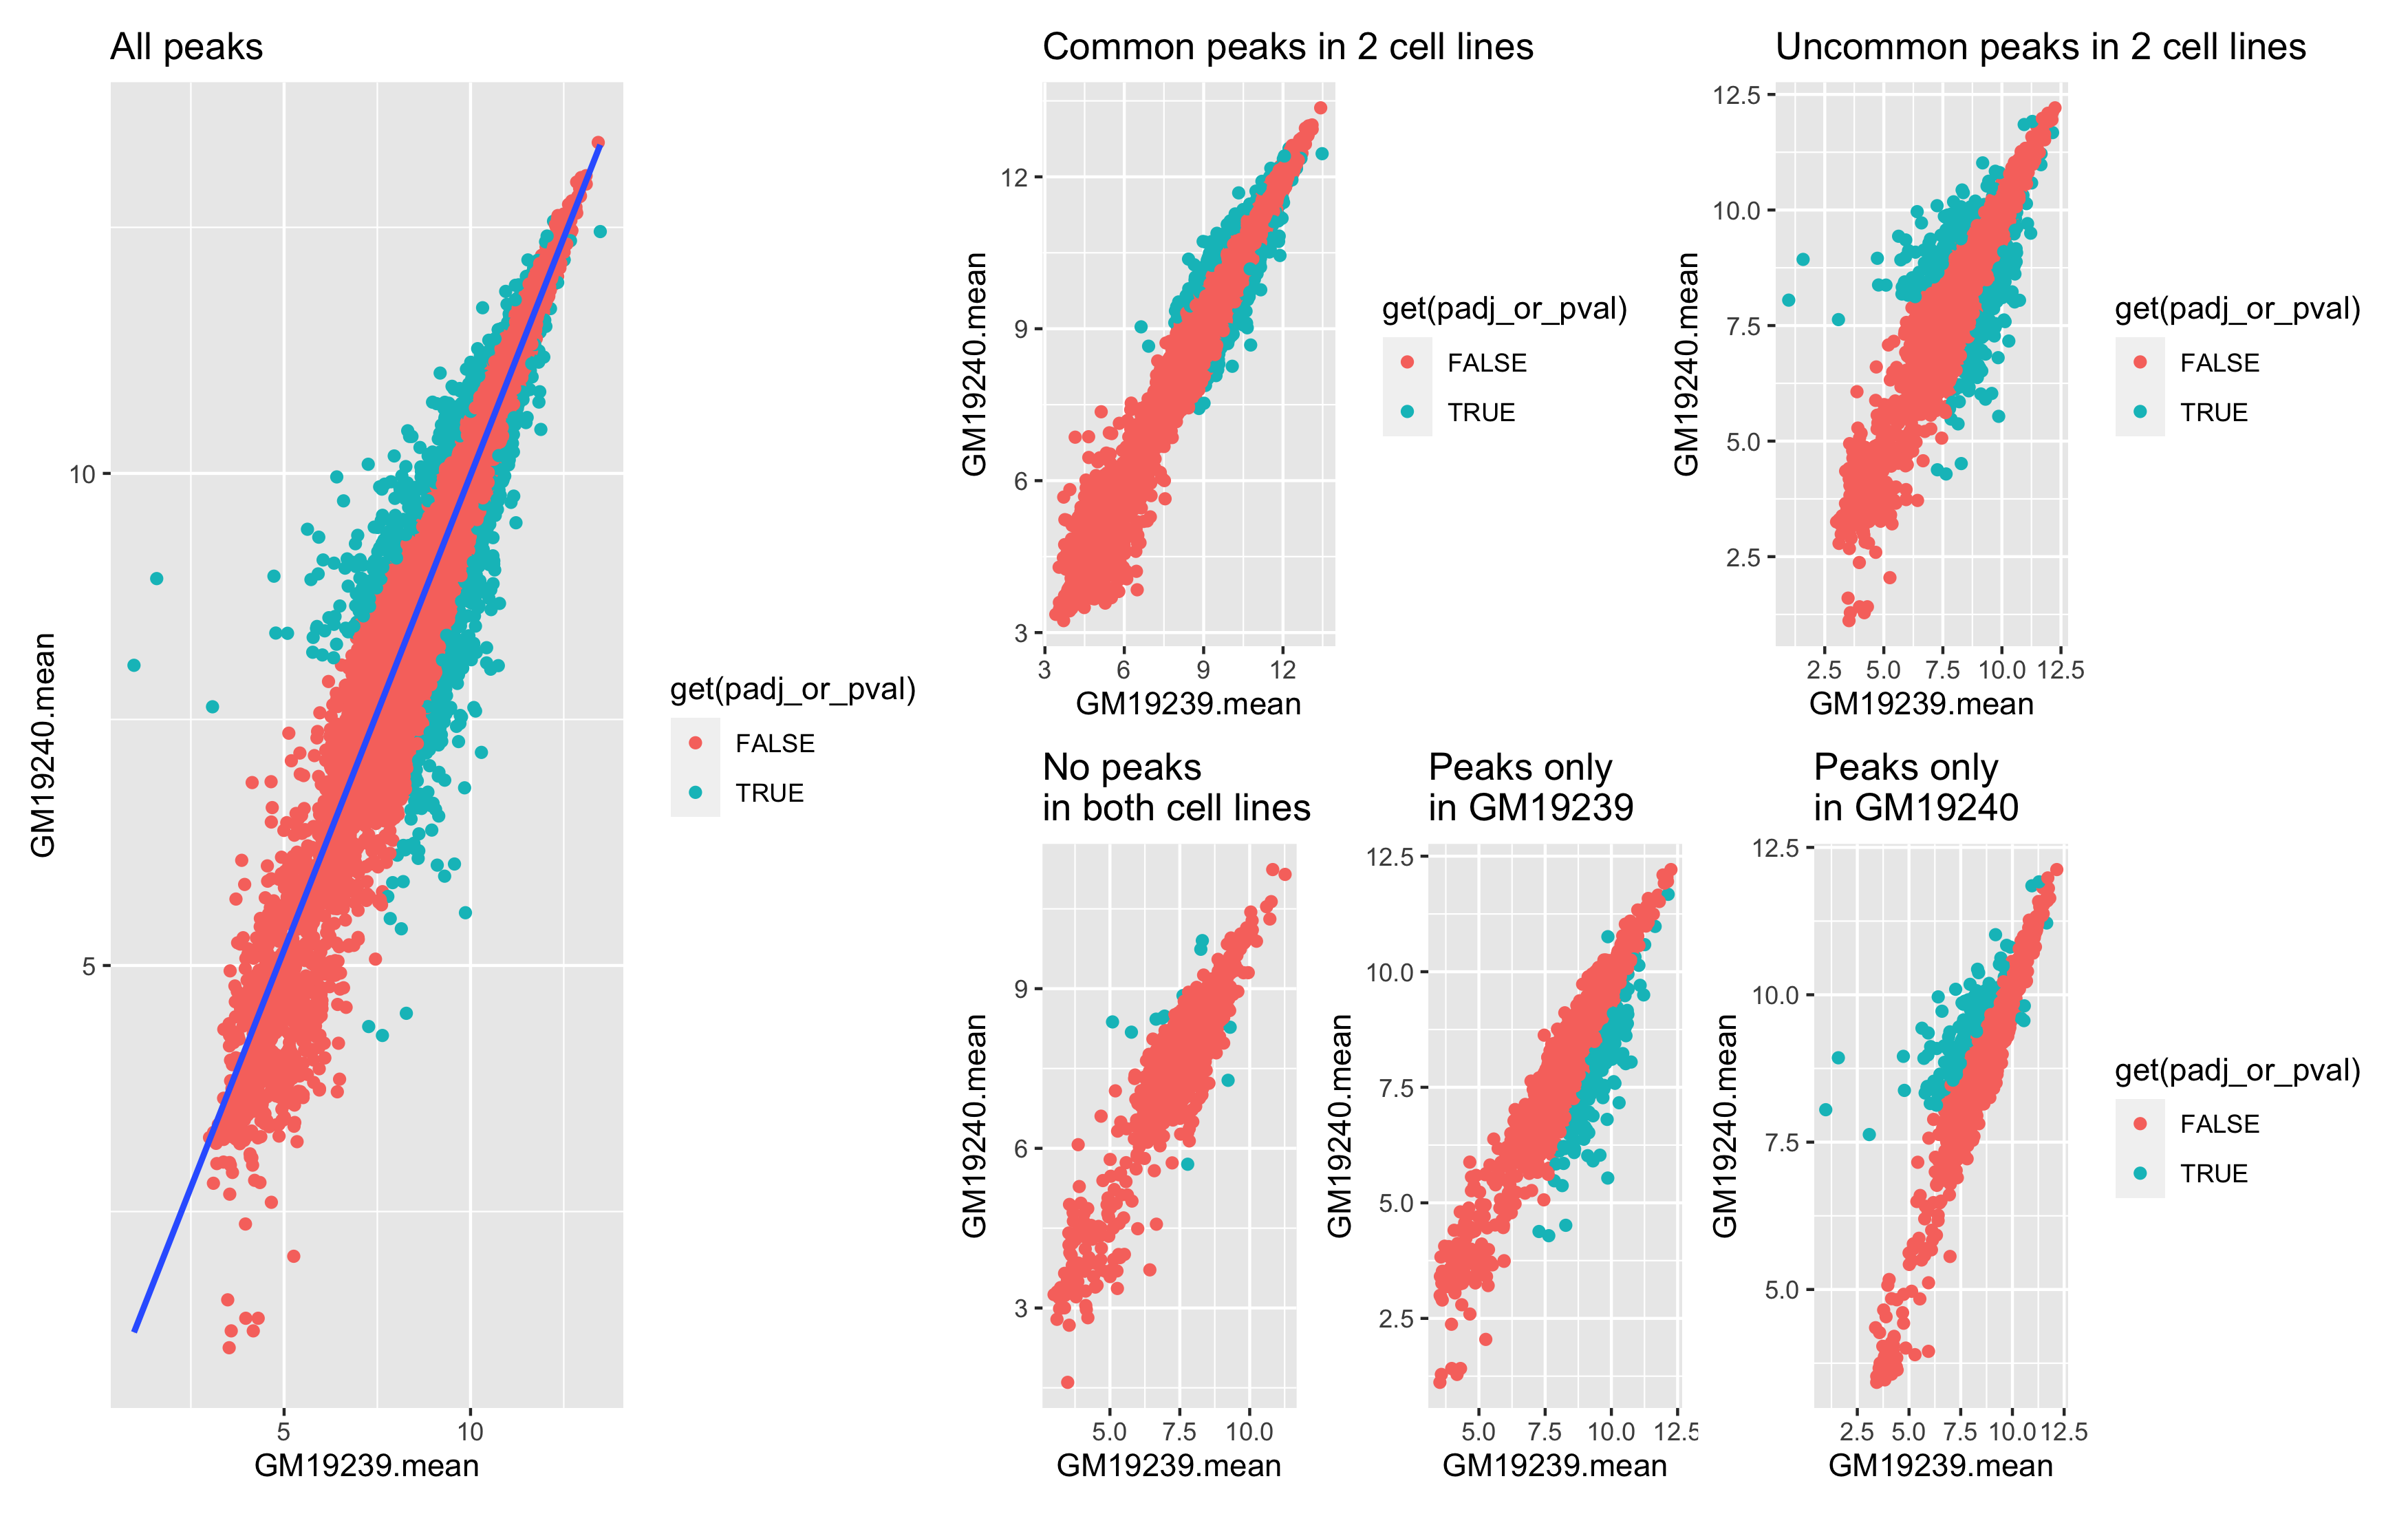 All peaks
GM19240.mean
10
5
5 10
GM19239.mean
get(padj_or_pval)
FALSE
TRUE
Common peaks in 2 cell lines
GM19240.mean
12
9
6
3
3 6 9 12
GM19239.mean
get(padj_or_pval)
FALSE
TRUE
Uncommon peaks in 2 cell lines
GM19240.mean
12.5
10.0
7.5
5.0
2.5
2.5 5.0 7.5 10.0 12.5
GM19239.mean
get(padj_or_pval)
FALSE
TRUE
No peaks
in both cell lines
GM19240.mean
9
6
3
5.0 7.5 10.0
GM19239.mean
Peaks only
in GM19239
GM19240.mean
12.5
10.0
7.5
5.0
2.5
5.0 7.5 10.0 12.5
GM19239.mean
Peaks only
in GM19240
GM19240.mean
12.5
10.0
7.5
5.0
2.5 5.0 7.5 10.0 12.5
GM19239.mean
get(padj_or_pval)
FALSE
TRUE